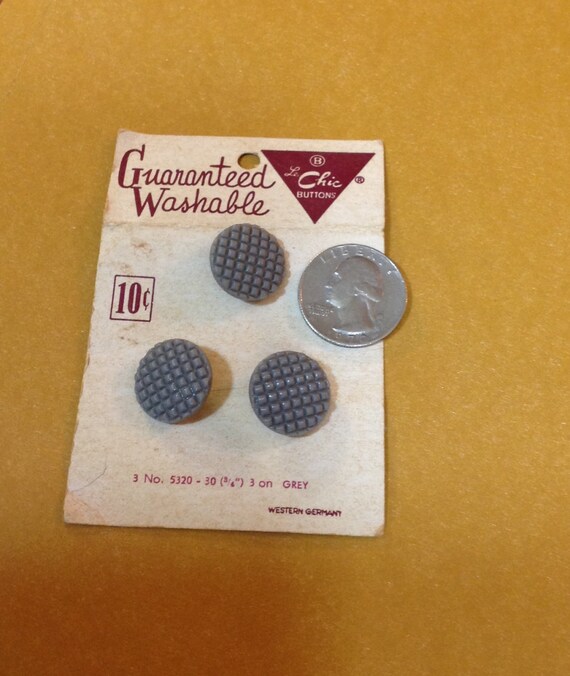 Guaranteed
Washable
B
Le Chic ®
BUTTONS
10¢
LIBERTY
3 No. 5320 - 30 (3/4") 3 on GREY
WESTERN GERMANY